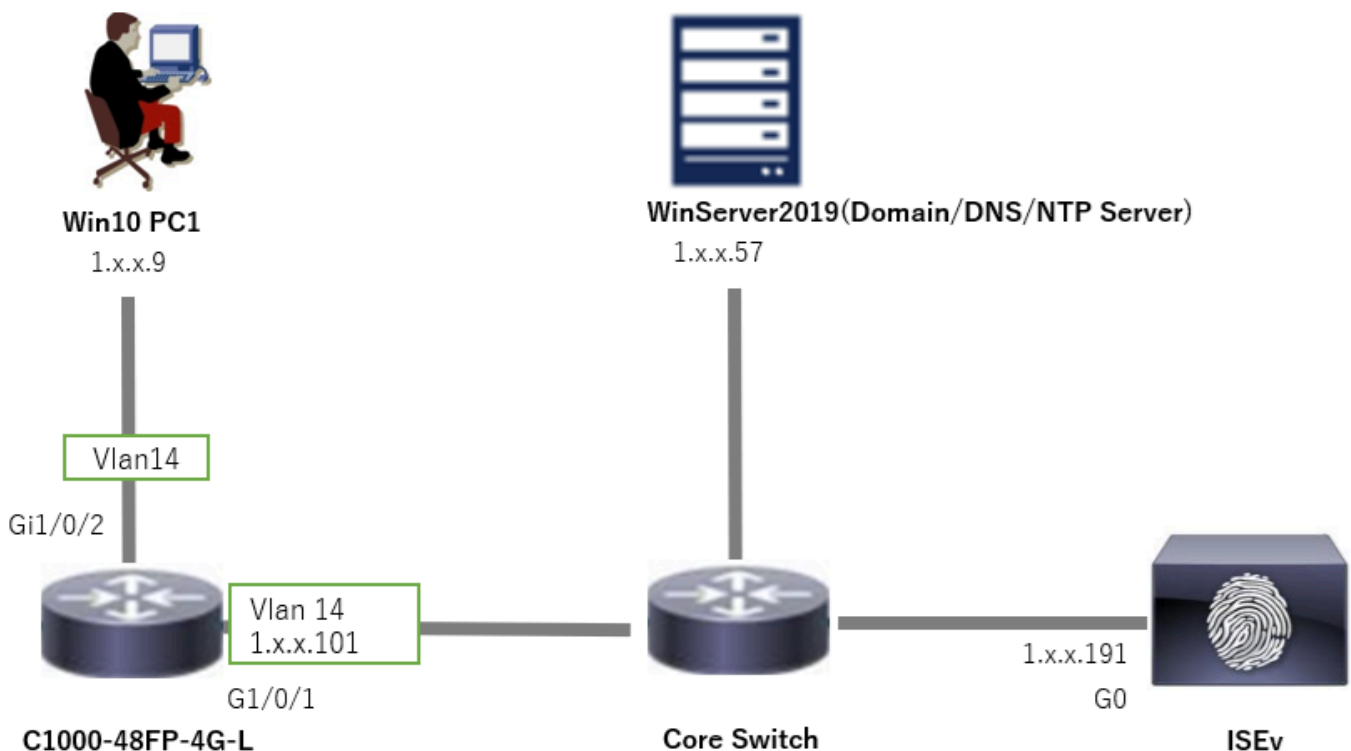 Win10 PC1
1.x.x.9
WinServer2019(Domain/DNS/NTP Server)
1.x.x.57
Vlan14
Gi1/0/2
Vlan 14
1.x.x.101
G1/0/1
1.x.x.191
G0
C1000-48FP-4G-L
Core Switch
ISEv